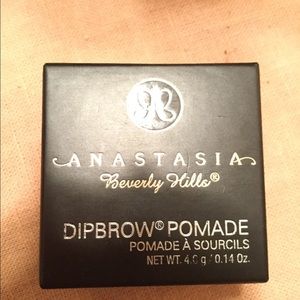 ANASTASIA
Beverly Hills®
DIPBROW® POMADE
POMADE À SOURCILS
NET WT. 4.0 g / 0.14 Oz.